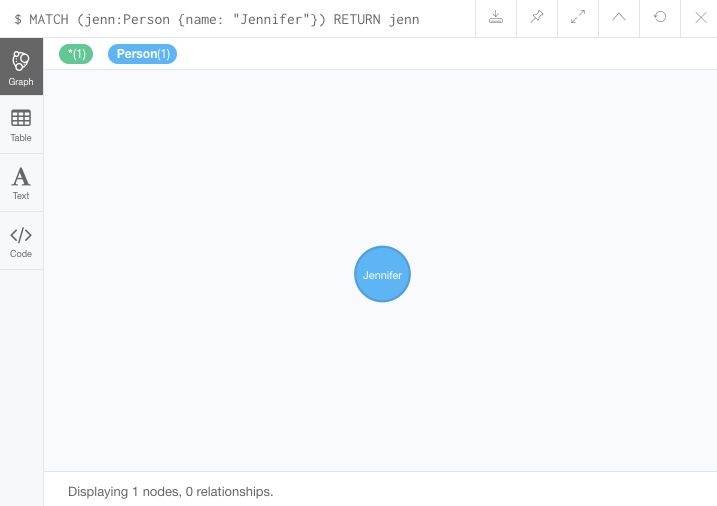 $ MATCH (jenn:Person {name: "Jennifer"}) RETURN jenn
*(1) Person(1)
Graph
Table
A
Text
</>
Code
Jennifer
Displaying 1 nodes, 0 relationships.